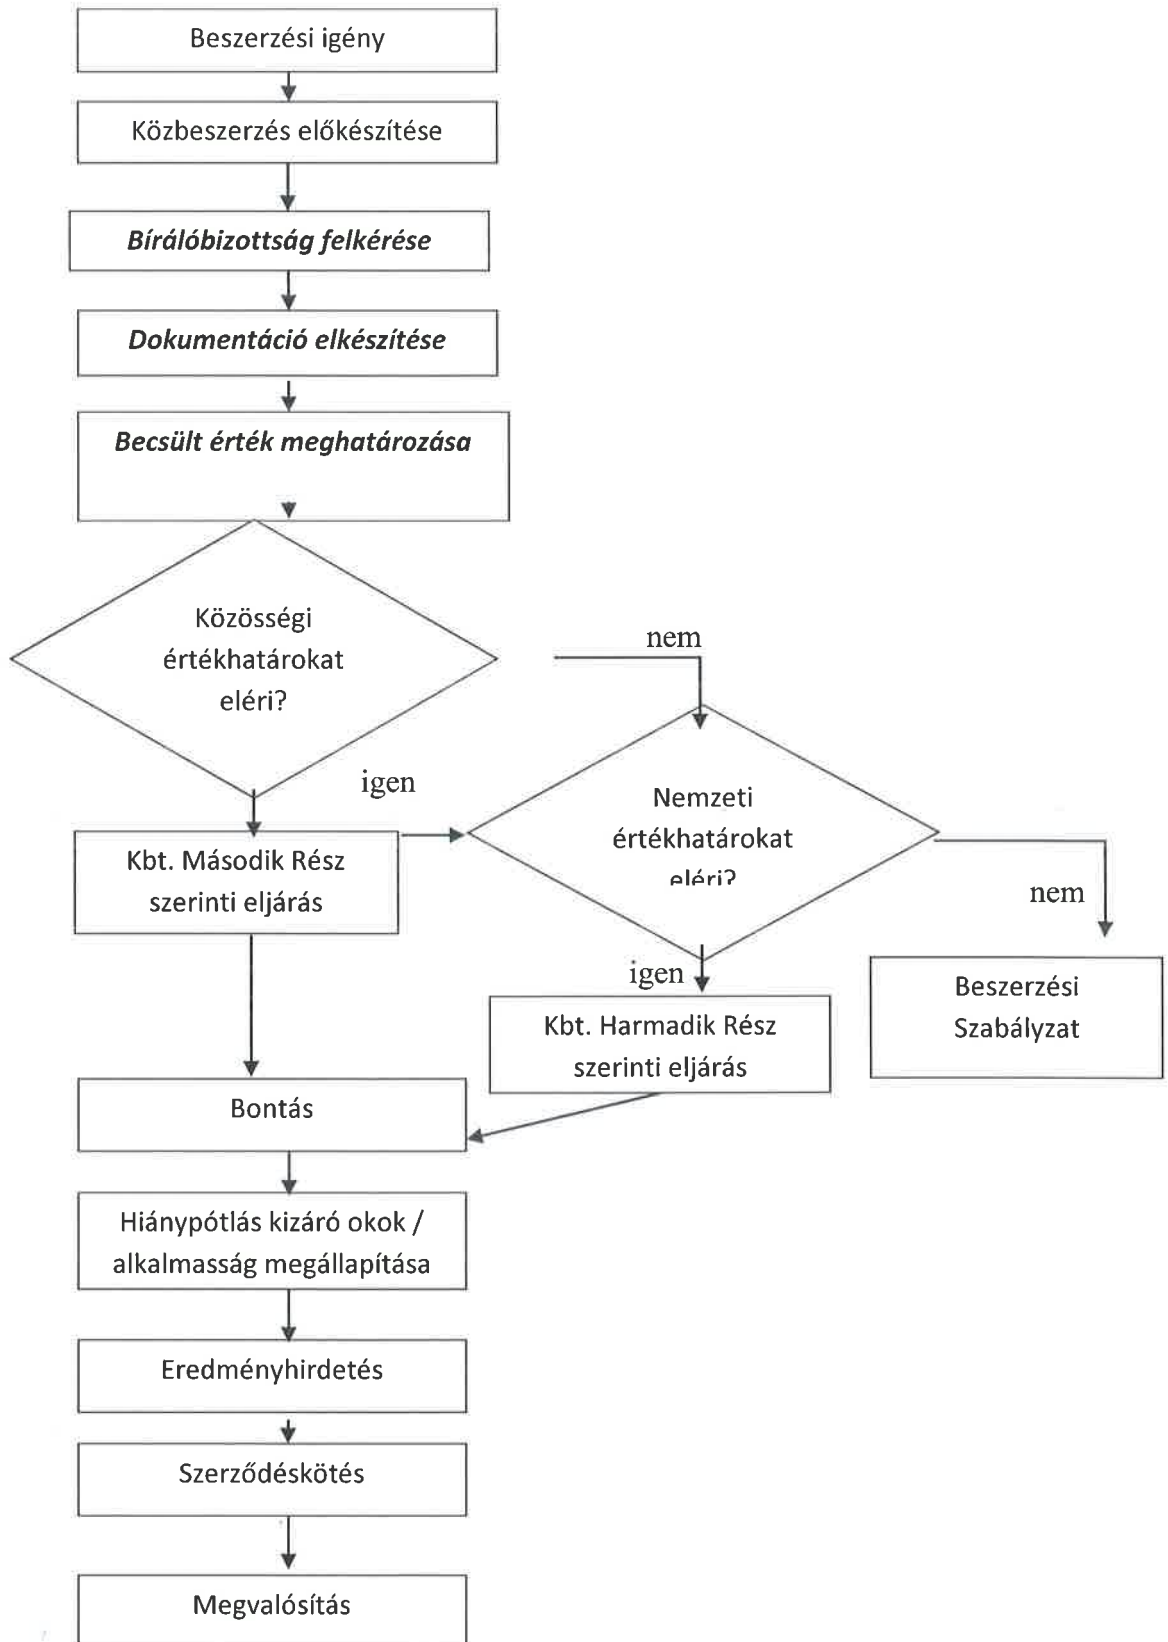 Beszerzési igény
Közbeszerzés előkészítése
Bírálóbizottság felkérése
Dokumentáció elkészítése
Becsült érték meghatározása
Közösségi
értékhatárokat
eléri?
nem
igen
Nemzeti
értékhatárokat
eléri?
nem
Kbt. Második Rész
szerinti eljárás
igen
Kbt. Harmadik Rész
szerinti eljárás
Beszerzési
Szabályzat
Bontás
Hiánypótlás kizáró okok /
alkalmasság megállapítása
Eredményhirdetés
Szerződéskötés
Megvalósítás